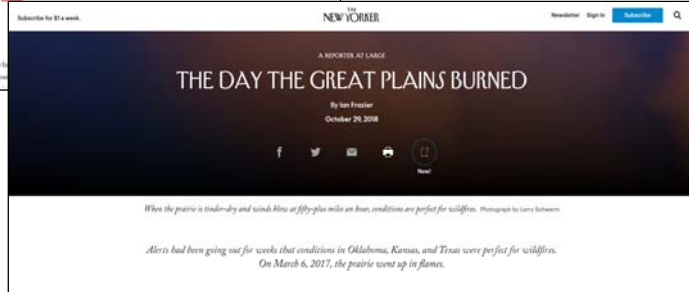 Subscribe for $1 a week.
THE
NEW YORKER
Newsletter Sign In Subscribe
A REPORTER AT LARGE
THE DAY THE GREAT PLAINS BURNED
By Ian Frazier
October 29, 2018
New!
When the prairie is tinder-dry and winds blow at fifty-plus miles an hour, conditions are perfect for wildfires. Photograph by Larry Schwarm
Alerts had been going out for weeks that conditions in Oklahoma, Kansas, and Texas were perfect for wildfires.
On March 6, 2017, the prairie went up in flames.